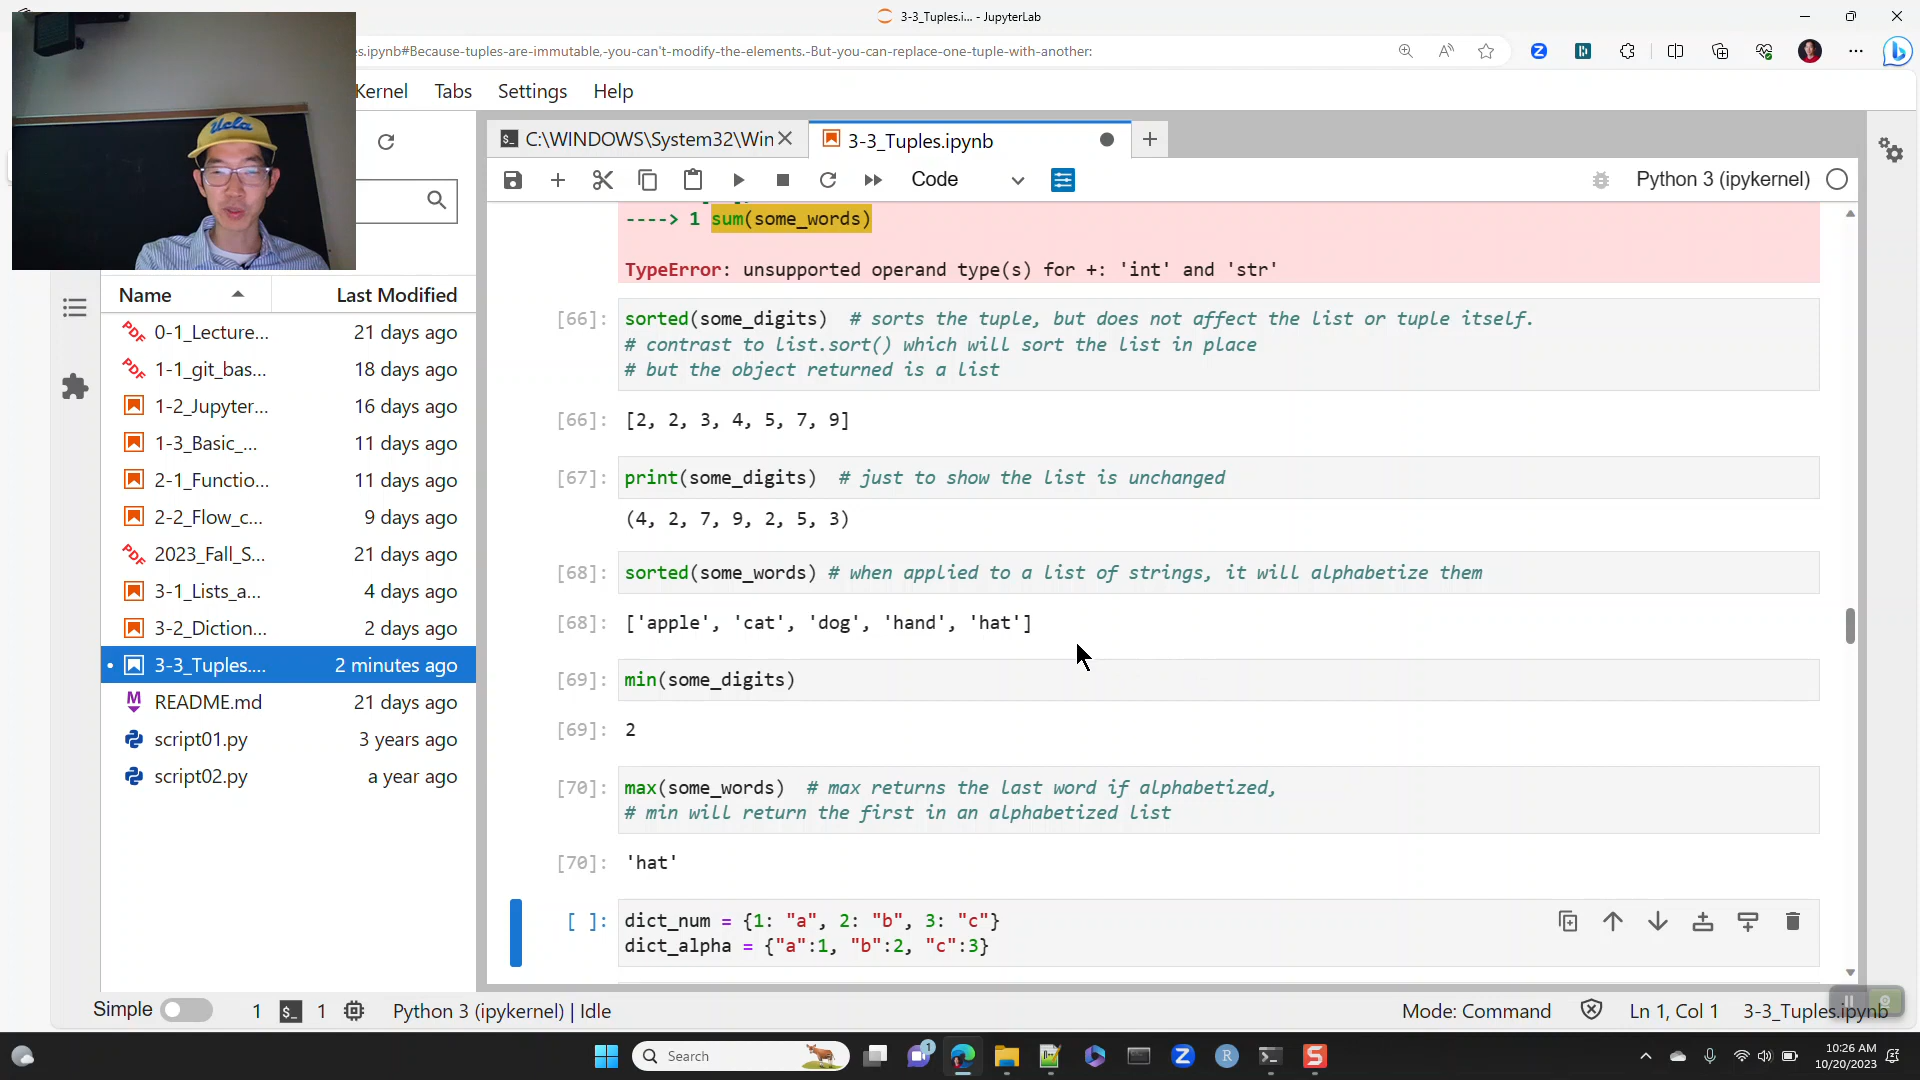 3-3_Tuples.i... - JupyterLab
es.ipynb#Because-tuples-are-immutable,-you-can't-modify-the-elements.-But-you-can-replace-one-tuple-with-another:
Kernel Tabs Settings Help
Ucla
C:\WINDOWS\System32\Win
3-3_Tuples.ipynb
Code
Python 3 (ipykernel)
Name Last Modified
0-1_Lecture... 21 days ago
1-1_git_bas... 18 days ago
1-2_Jupyter... 16 days ago
1-3_Basic_... 11 days ago
2-1_Functio... 11 days ago
2-2_Flow_c... 9 days ago
2023_Fall_S... 21 days ago
3-1_Lists_a... 4 days ago
3-2_Diction... 2 days ago
3-3_Tuples.... 2 minutes ago
README.md 21 days ago
script01.py 3 years ago
script02.py a year ago
----> 1 sum(some_words)
TypeError: unsupported operand type(s) for +: 'int' and 'str'
[66]: sorted(some_digits)  # sorts the tuple, but does not affect the list or tuple itself.
# contrast to list.sort() which will sort the list in place
# but the object returned is a list
[66]: [2, 2, 3, 4, 5, 7, 9]
[67]: print(some_digits)  # just to show the list is unchanged
(4, 2, 7, 9, 2, 5, 3)
[68]: sorted(some_words) # when applied to a list of strings, it will alphabetize them
[68]: ['apple', 'cat', 'dog', 'hand', 'hat']
[69]: min(some_digits)
[69]: 2
[70]: max(some_words)  # max returns the last word if alphabetized,
# min will return the first in an alphabetized list
[70]: 'hat'
[ ]: dict_num = {1: "a", 2: "b", 3: "c"}
dict_alpha = {"a":1, "b":2, "c":3}
Simple 1 1 Python 3 (ipykernel) | Idle Mode: Command Ln 1, Col 1 3-3_Tuples.ipynb
Search
10:26 AM
10/20/2023